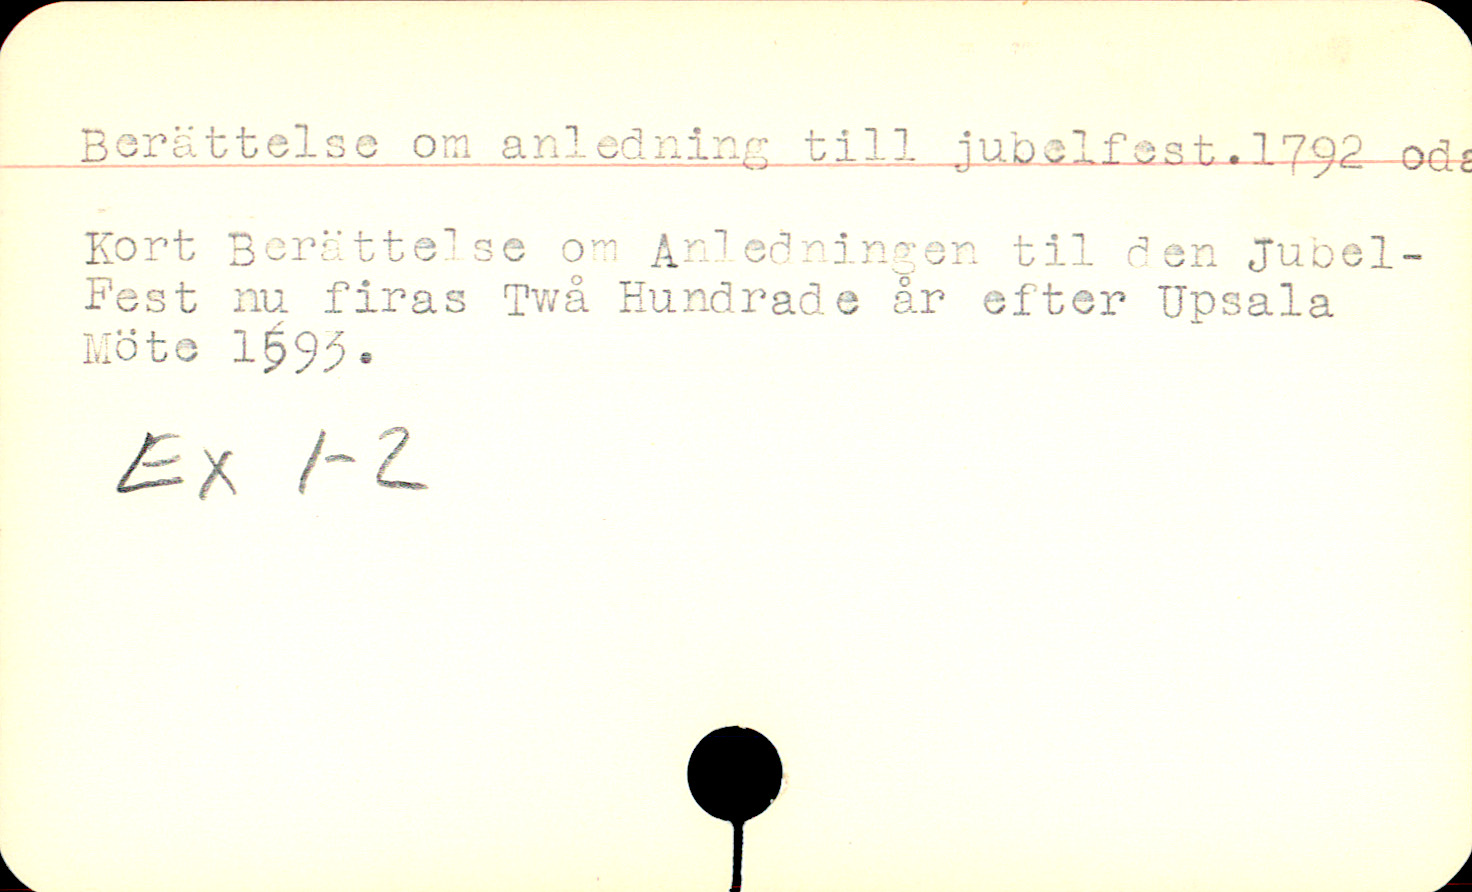 Berättelse om anledning till jubelfest.1792 oda
Kort Berättelse om Anledningen til den Jubel-
Fest nu firas Twå Hundrade år efter Upsala
Möte 1593.
Ex 1-2